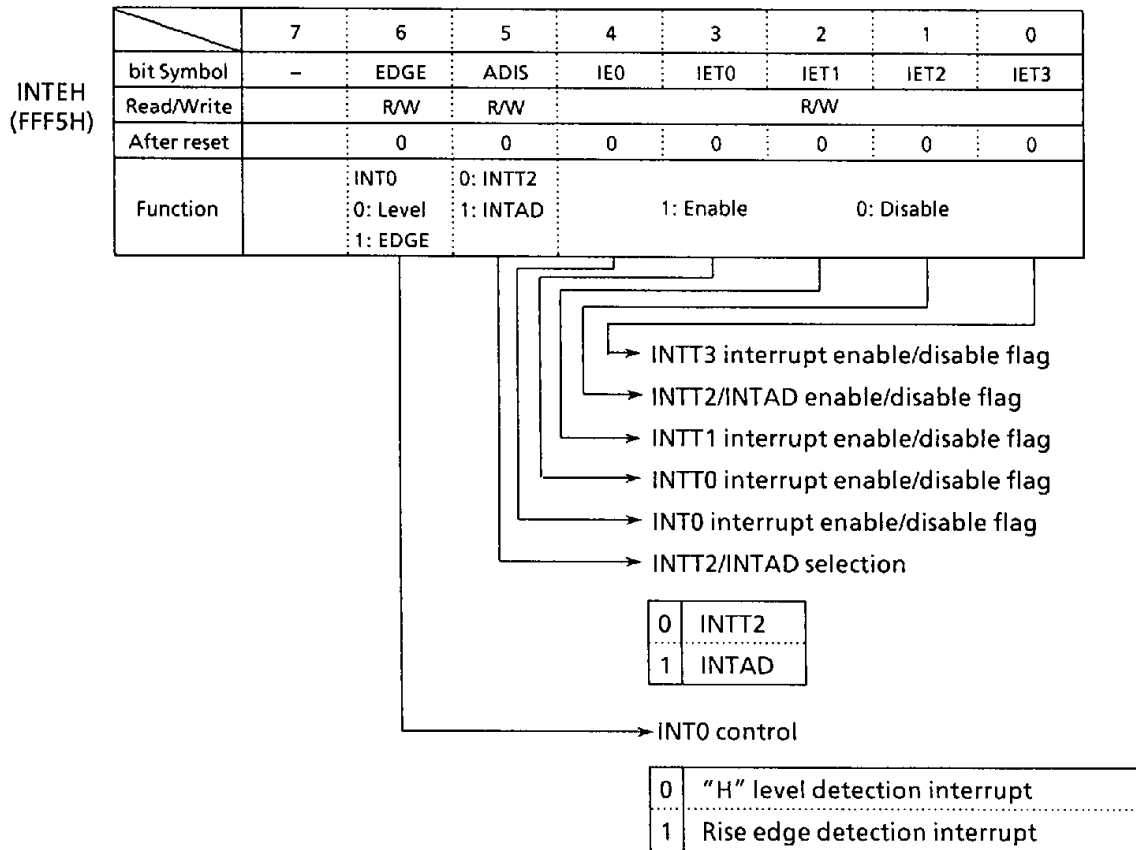 7 6 5 4 3 2 1 0
INTEH
(FFF5H)
bit Symbol – EDGE ADIS IE0 IET0 IET1 IET2 IET3
Read/Write R/W R/W R/W
After reset 0 0 0 0 0 0 0
Function
INT0
0: Level
1: EDGE
0: INTT2
1: INTAD
1: Enable 0: Disable
INTT3 interrupt enable/disable flag
INTT2/INTAD enable/disable flag
INTT1 interrupt enable/disable flag
INTT0 interrupt enable/disable flag
INT0 interrupt enable/disable flag
INTT2/INTAD selection
0 INTT2
1 INTAD
INT0 control
0 "H" level detection interrupt
1 Rise edge detection interrupt